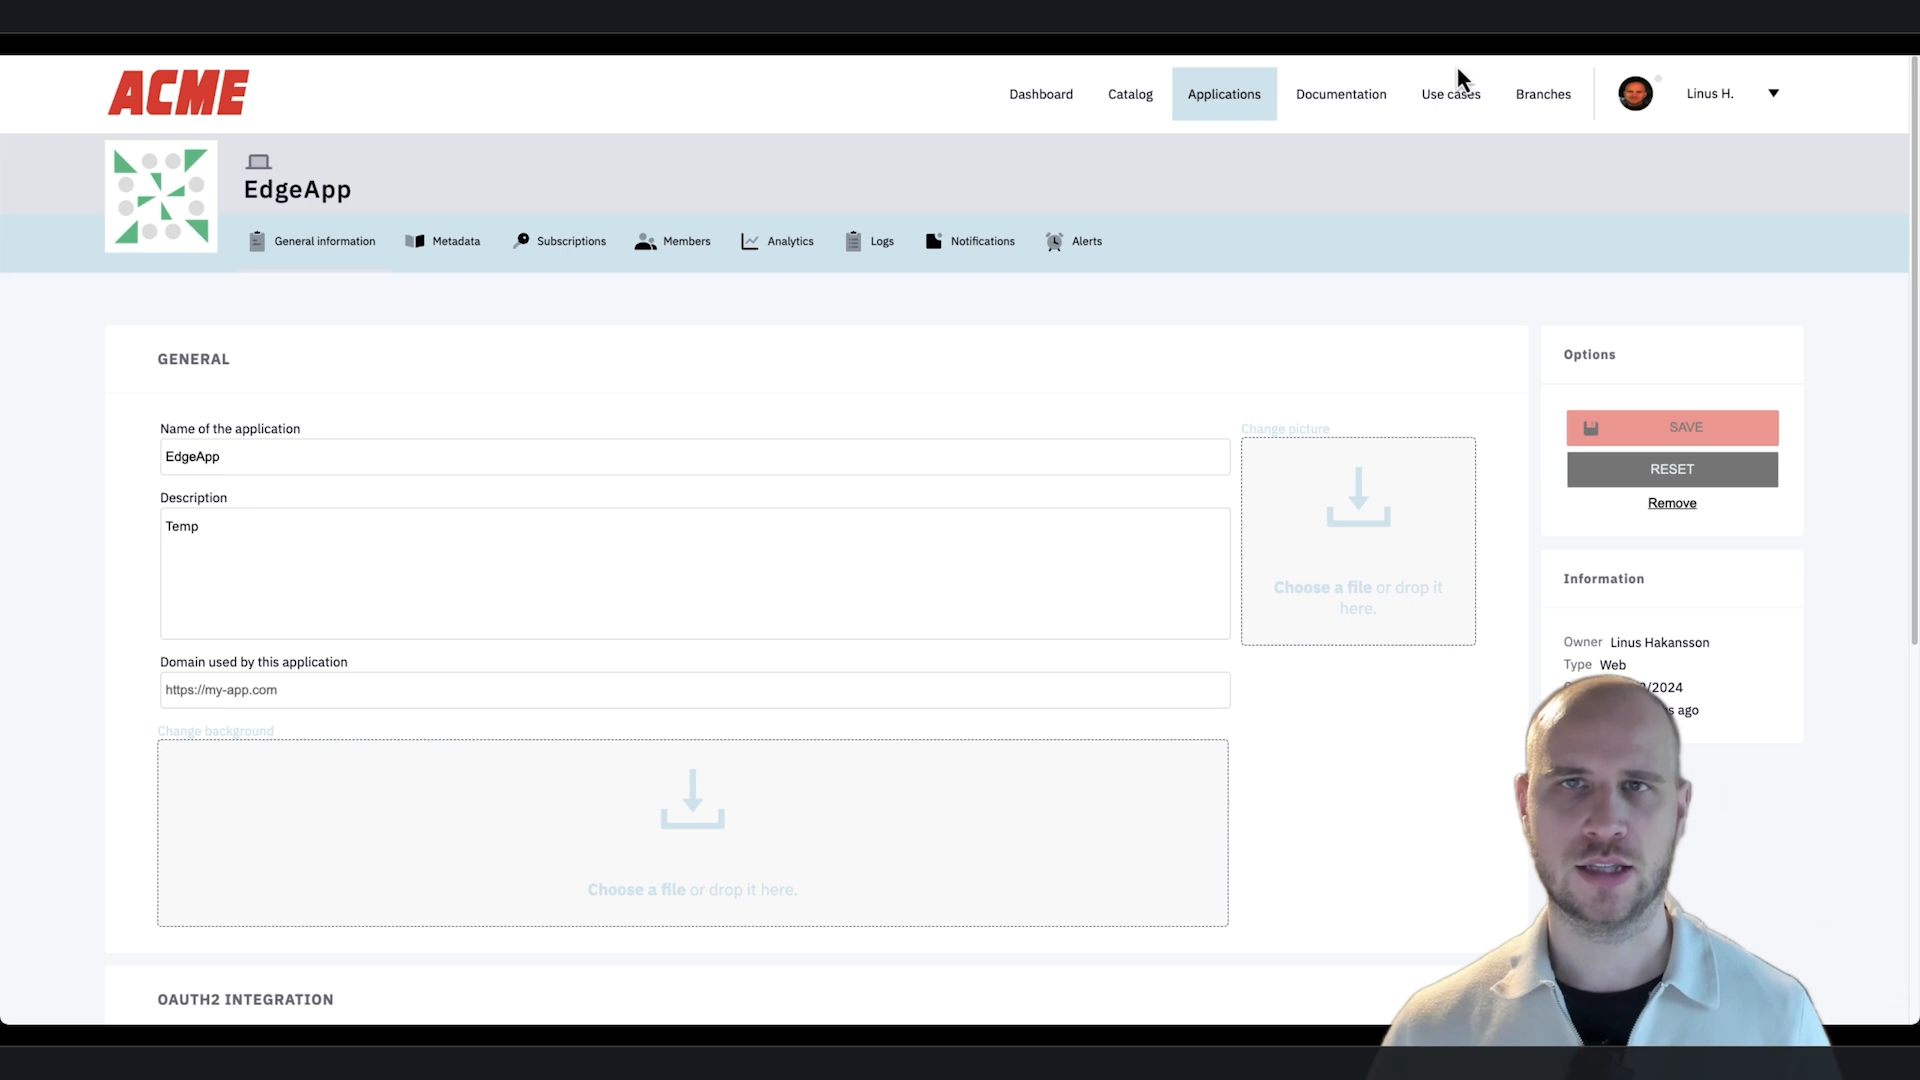 ACME
Dashboard
Catalog
Applications
Documentation
Use cases
Branches
Linus H.
EdgeApp
General information
Metadata
Subscriptions
Members
Analytics
Logs
Notifications
Alerts
GENERAL
Name of the application
EdgeApp
Description
Temp
Domain used by this application
https://my-app.com
Change picture
Choose a file or drop it
here.
Change background
Choose a file or drop it here.
OAUTH2 INTEGRATION
Options
SAVE
RESET
Remove
Information
Owner Linus Hakansson
Type Web
/2024
ago